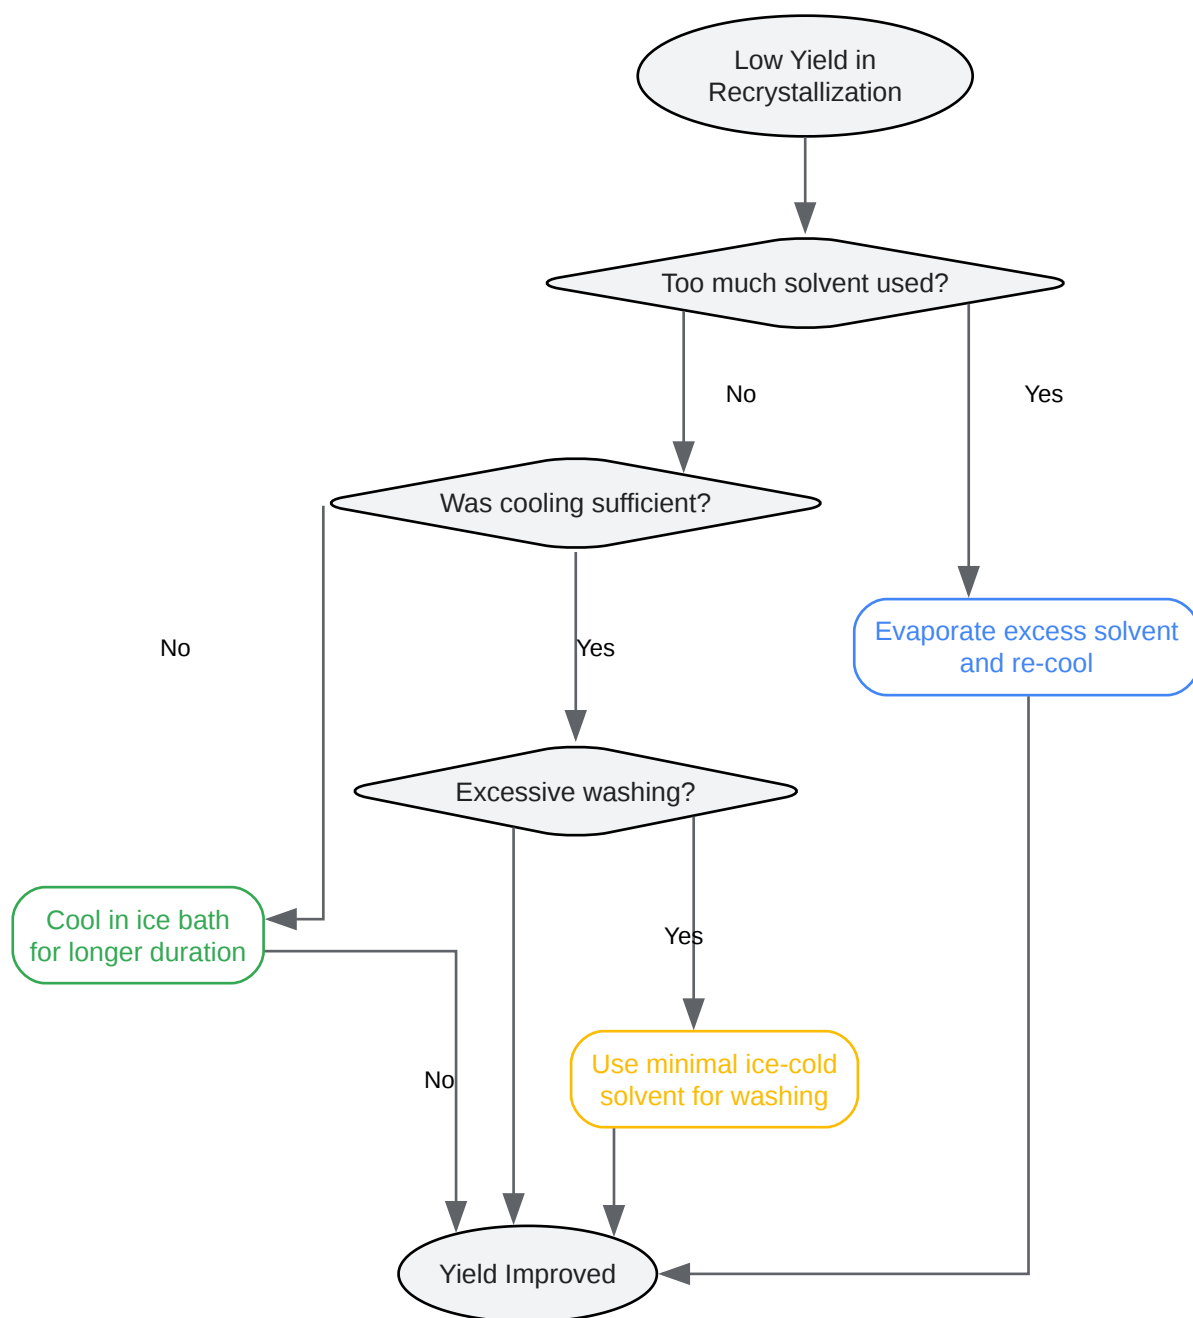 Low Yield in
Recrystallization
Too much solvent used?
No
Yes
Was cooling sufficient?
No
Yes
Evaporate excess solvent
and re-cool
Excessive washing?
Cool in ice bath
for longer duration
Yes
Use minimal ice-cold
solvent for washing
No
Yield Improved